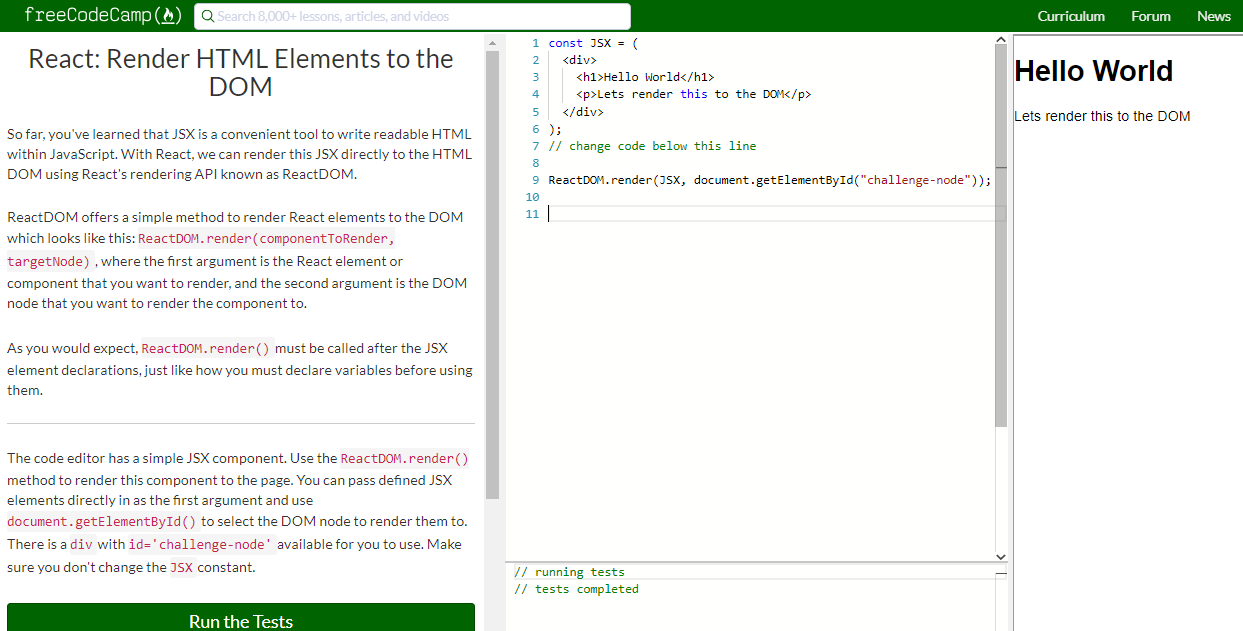 freeCodeCamp
Search 8,000+ lessons, articles, and videos
Curriculum Forum News
React: Render HTML Elements to the
DOM
So far, you've learned that JSX is a convenient tool to write readable HTML
within JavaScript. With React, we can render this JSX directly to the HTML
DOM using React's rendering API known as ReactDOM.
ReactDOM offers a simple method to render React elements to the DOM
which looks like this: ReactDOM.render(componentToRender,
targetNode) , where the first argument is the React element or
component that you want to render, and the second argument is the DOM
node that you want to render the component to.
As you would expect, ReactDOM.render() must be called after the JSX
element declarations, just like how you must declare variables before using
them.
The code editor has a simple JSX component. Use the ReactDOM.render()
method to render this component to the page. You can pass defined JSX
elements directly in as the first argument and use
document.getElementById() to select the DOM node to render them to.
There is a div with id='challenge-node' available for you to use. Make
sure you don't change the JSX constant.
Run the Tests
1 const JSX = (
2 <div>
3 <h1>Hello World</h1>
4 <p>Lets render this to the DOM</p>
5 </div>
6 );
7 // change code below this line
8
9 ReactDOM.render(JSX, document.getElementById("challenge-node"));
10
11
// running tests
// tests completed
Hello World
Lets render this to the DOM